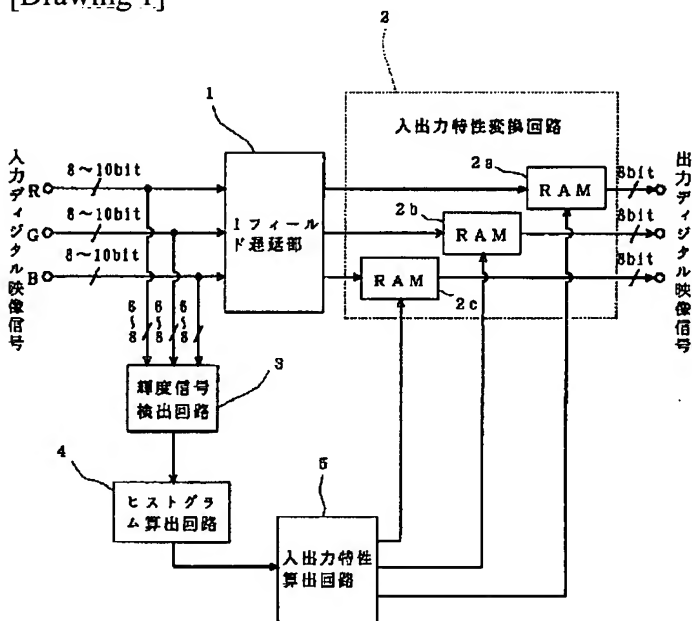 [Drawing 1]
2
1
入出力特性変換回路
入力ディジタル映像信号
出力ディジタル映像信号
8～10bit
R
8～10bit
G
8～10bit
B
1フィールド遅延部
2a
RAM
8bit
2b
RAM
8bit
RAM
8bit
2c
6～8
6～8
6～8
3
輝度信号
検出回路
4
ヒストグラ
ム算出回路
5
入出力特性
算出回路